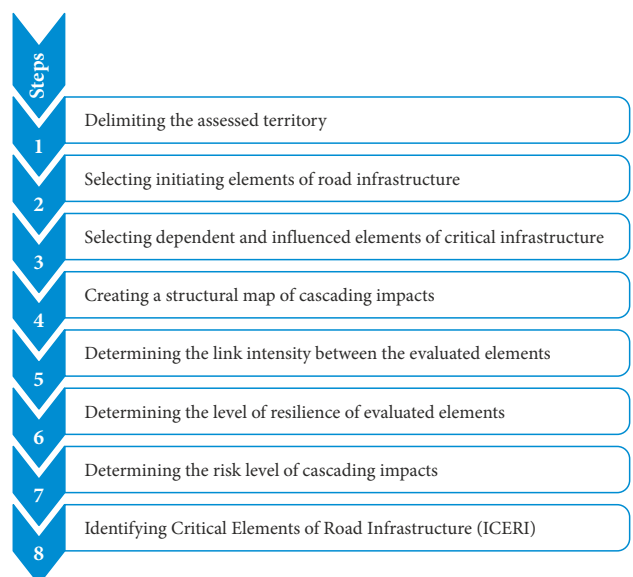 Steps
1
Delimiting the assessed territory
2
Selecting initiating elements of road infrastructure
3
Selecting dependent and influenced elements of critical infrastructure
4
Creating a structural map of cascading impacts
5
Determining the link intensity between the evaluated elements
6
Determining the level of resilience of evaluated elements
7
Determining the risk level of cascading impacts
8
Identifying Critical Elements of Road Infrastructure (ICERI)